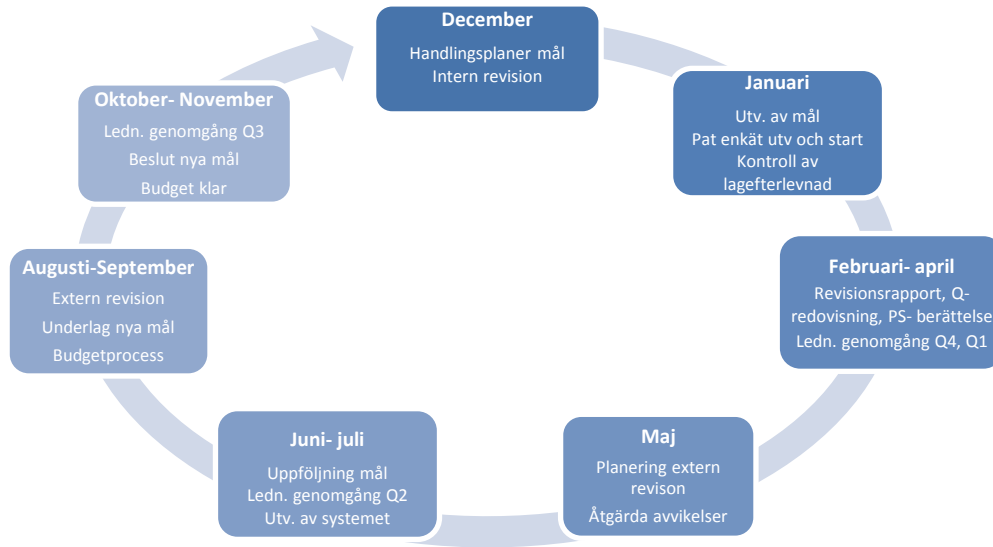 December
Handlingsplaner mål
Intern revision
Januari
Utv. av mål
Pat enkät utv och start
Kontroll av
lagefterlevnad
Februari- april
Revisionsrapport, Q-
redovisning, PS- berättelse
Ledn. genomgång Q4, Q1
Maj
Planering extern
revison
Åtgärda avvikelser
Juni- juli
Uppföljning mål
Ledn. genomgång Q2
Utv. av systemet
Augusti-September
Extern revision
Underlag nya mål
Budgetprocess
Oktober- November
Ledn. genomgång Q3
Beslut nya mål
Budget klar